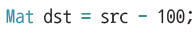 Mat dst = src - 100;